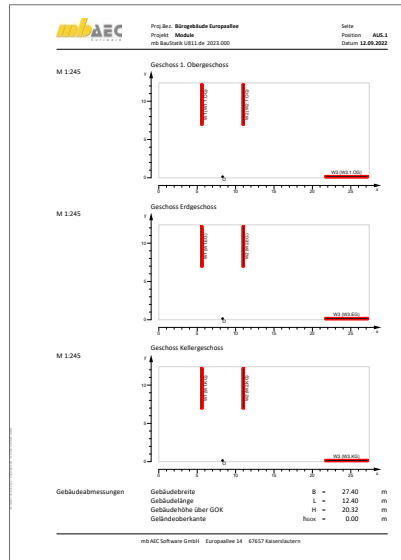 mbAEC
Software
Proj.Bez. Bürogebäude Europaallee
Projekt Module
mb BauStatik U811.de 2023.000
Seite
Position AUS.1
Datum 12.09.2022
M 1:245
Geschoss 1. Obergeschoss
y
10
5
0
W3 (W3.1.OG)
0 5 10 15 20 25 x
M 1:245
Geschoss Erdgeschoss
y
10
5
0
W3 (W3.EG)
0 5 10 15 20 25 x
M 1:245
Geschoss Kellergeschoss
y
10
5
0
W3 (W3.KG)
0 5 10 15 20 25 x
Gebäudeabmessungen
Gebäudebreite B = 27.40 m
Gebäudelänge L = 12.40 m
Gebäudehöhe über GOK H = 20.32 m
Geländeoberkante hGOK = 0.00 m
mb AEC Software GmbH Europaallee 14 67657 Kaiserslautern